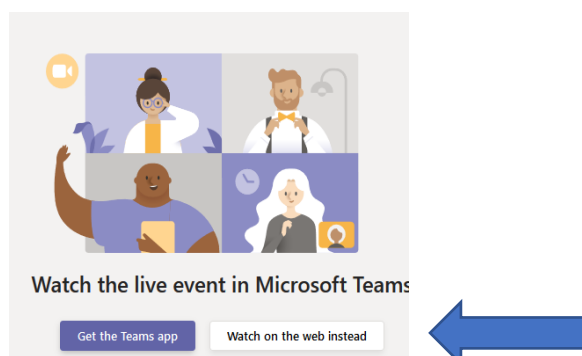 Watch the live event in Microsoft Teams
Get the Teams app
Watch on the web instead